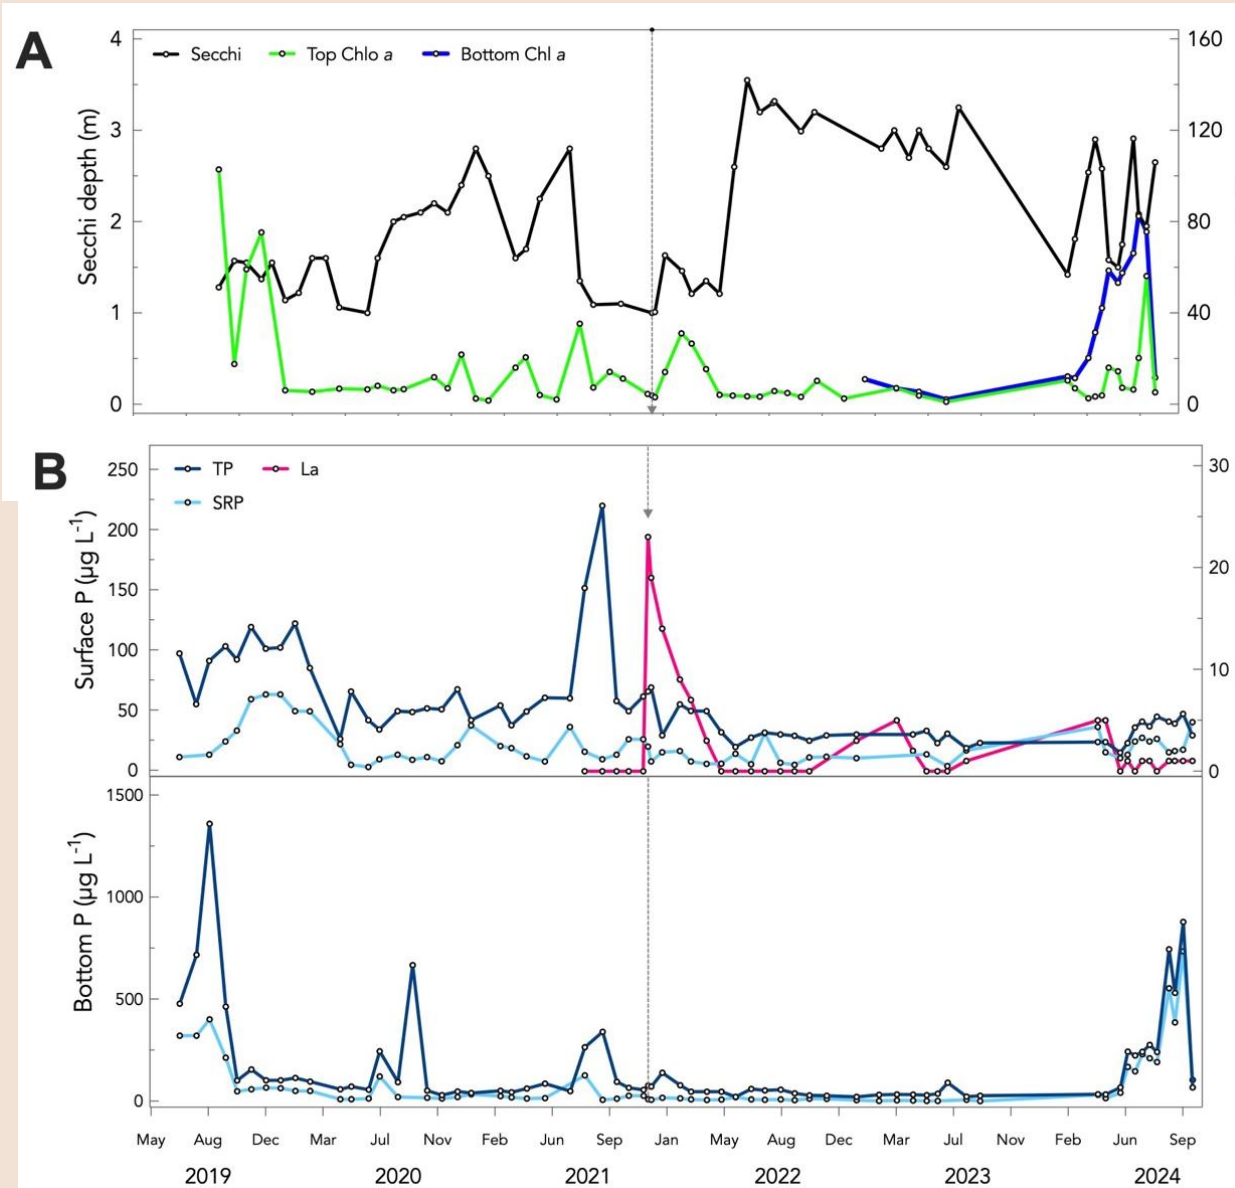 A
Secchi
Top Chlo a
Bottom Chl a
Secchi depth (m)
4
3
2
1
0
160
120
80
40
0
B
TP
La
SRP
Surface P (µg L⁻¹)
250
200
150
100
50
0
30
20
10
0
Bottom P (µg L⁻¹)
1500
1000
500
0
May Aug Dec Mar Jul Nov Feb Jun Sep Jan May Aug Dec Mar Jul Nov Feb Jun Sep
2019 2020 2021 2022 2023 2024